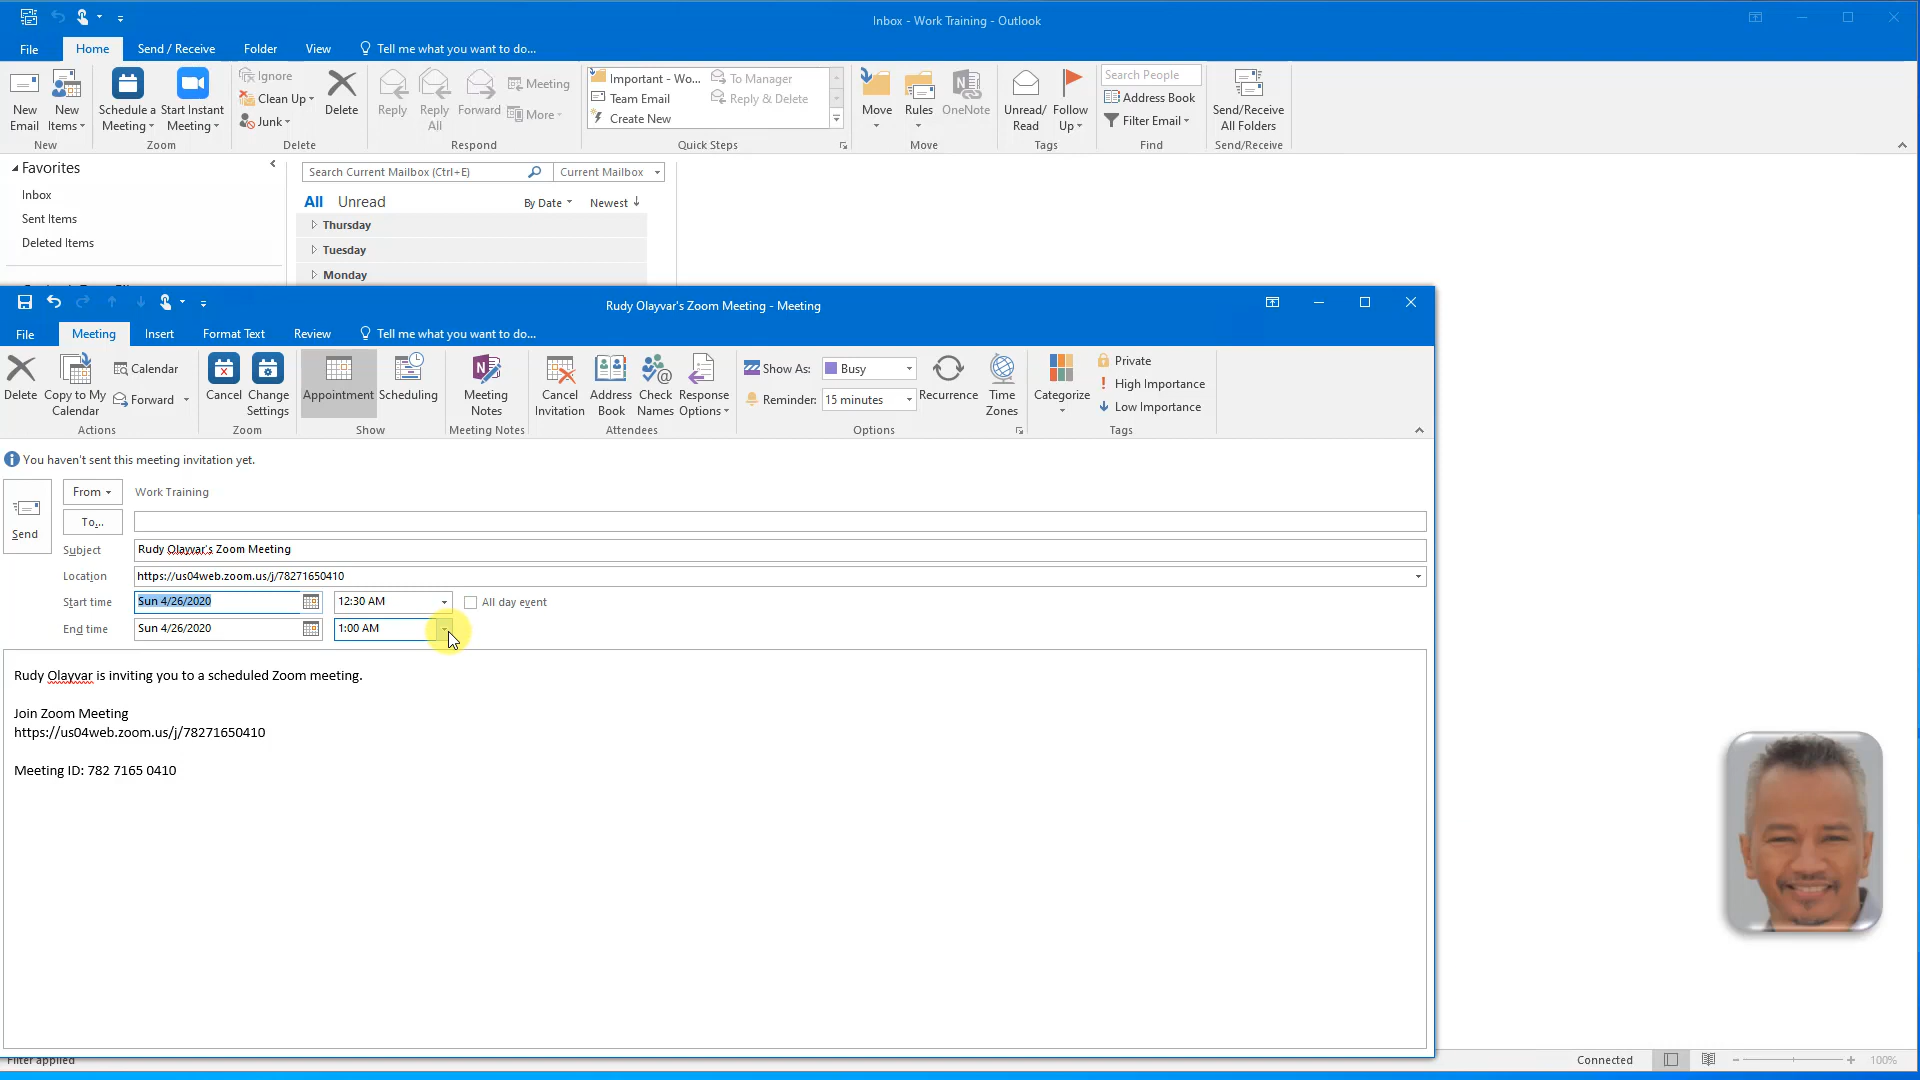 Inbox - Work Training - Outlook
File Home Send / Receive Folder View Tell me what you want to do...
New Email
New Items
Schedule a Meeting
Start Instant Meeting
Ignore
Clean Up
Junk
Delete
Reply
Reply All
Forward
Meeting
More
Important - Wo...
Team Email
Create New
To Manager
Reply & Delete
Move
Rules
OneNote
Unread/ Read
Follow Up
Search People
Address Book
Filter Email
Send/Receive All Folders
New Zoom Delete Respond Quick Steps Move Tags Find Send/Receive
Favorites
Inbox
Sent Items
Deleted Items
Search Current Mailbox (Ctrl+E) Current Mailbox
All Unread By Date Newest
Thursday
Tuesday
Monday
Rudy Olayvar's Zoom Meeting - Meeting
File Meeting Insert Format Text Review Tell me what you want to do...
Delete
Copy to My Calendar
Calendar
Forward
Cancel
Change Settings
Appointment
Scheduling
Meeting Notes
Cancel Invitation
Address Book
Check Names
Response Options
Show As: Busy
Reminder: 15 minutes
Recurrence
Time Zones
Categorize
Private
High Importance
Low Importance
Actions Zoom Show Meeting Notes Attendees Options Tags
You haven't sent this meeting invitation yet.
Send
From Work Training
To...
Subject Rudy Olayvar's Zoom Meeting
Location https://us04web.zoom.us/j/78271650410
Start time Sun 4/26/2020 12:30 AM All day event
End time Sun 4/26/2020 1:00 AM
Rudy Olayvar is inviting you to a scheduled Zoom meeting.
Join Zoom Meeting
https://us04web.zoom.us/j/78271650410
Meeting ID: 782 7165 0410
Filter applied Connected 100%